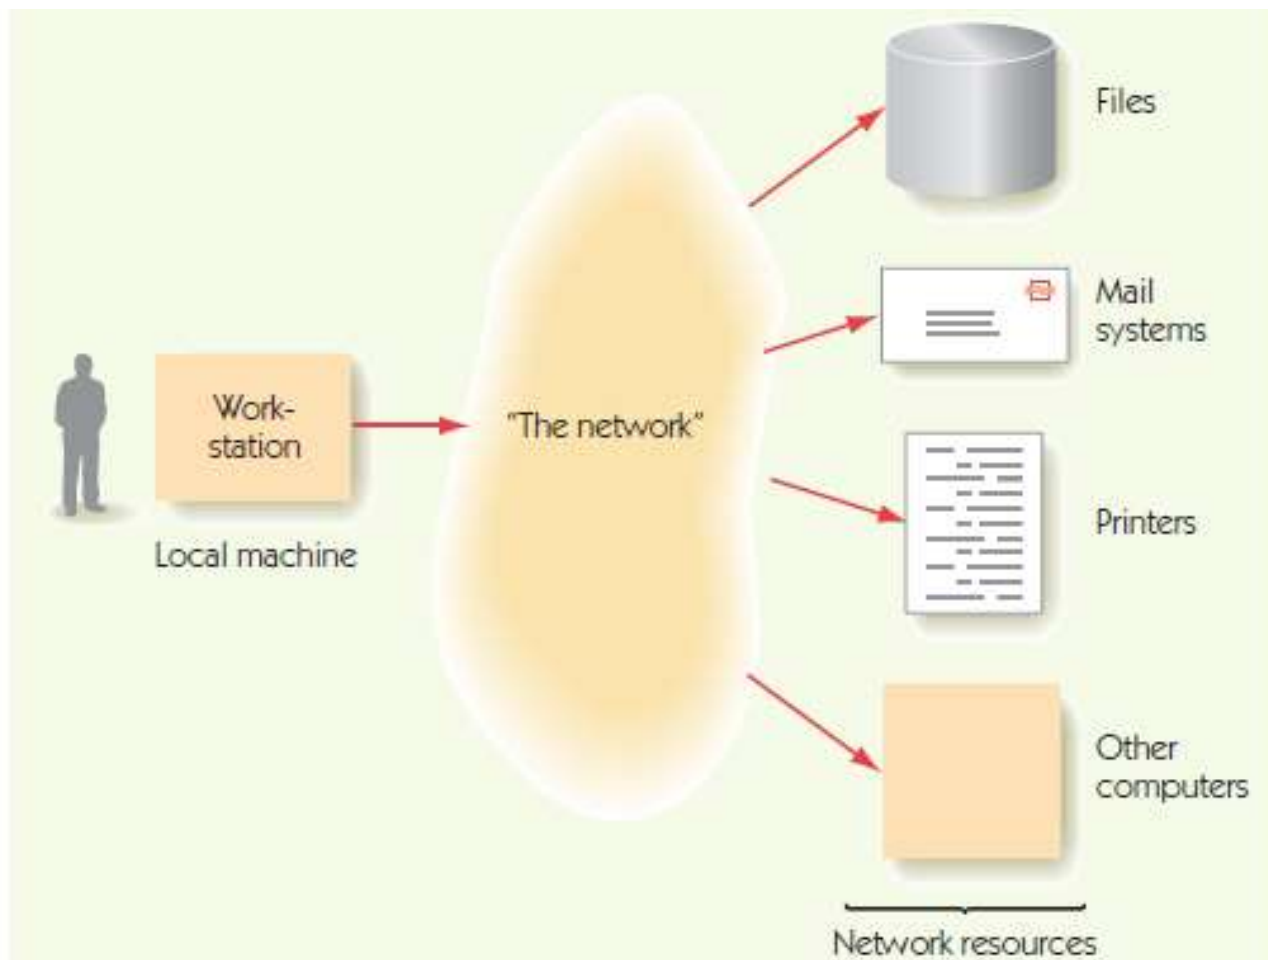 Files
Mail
systems
Work-
station
"The network"
Printers
Local machine
Other
computers
Network resources